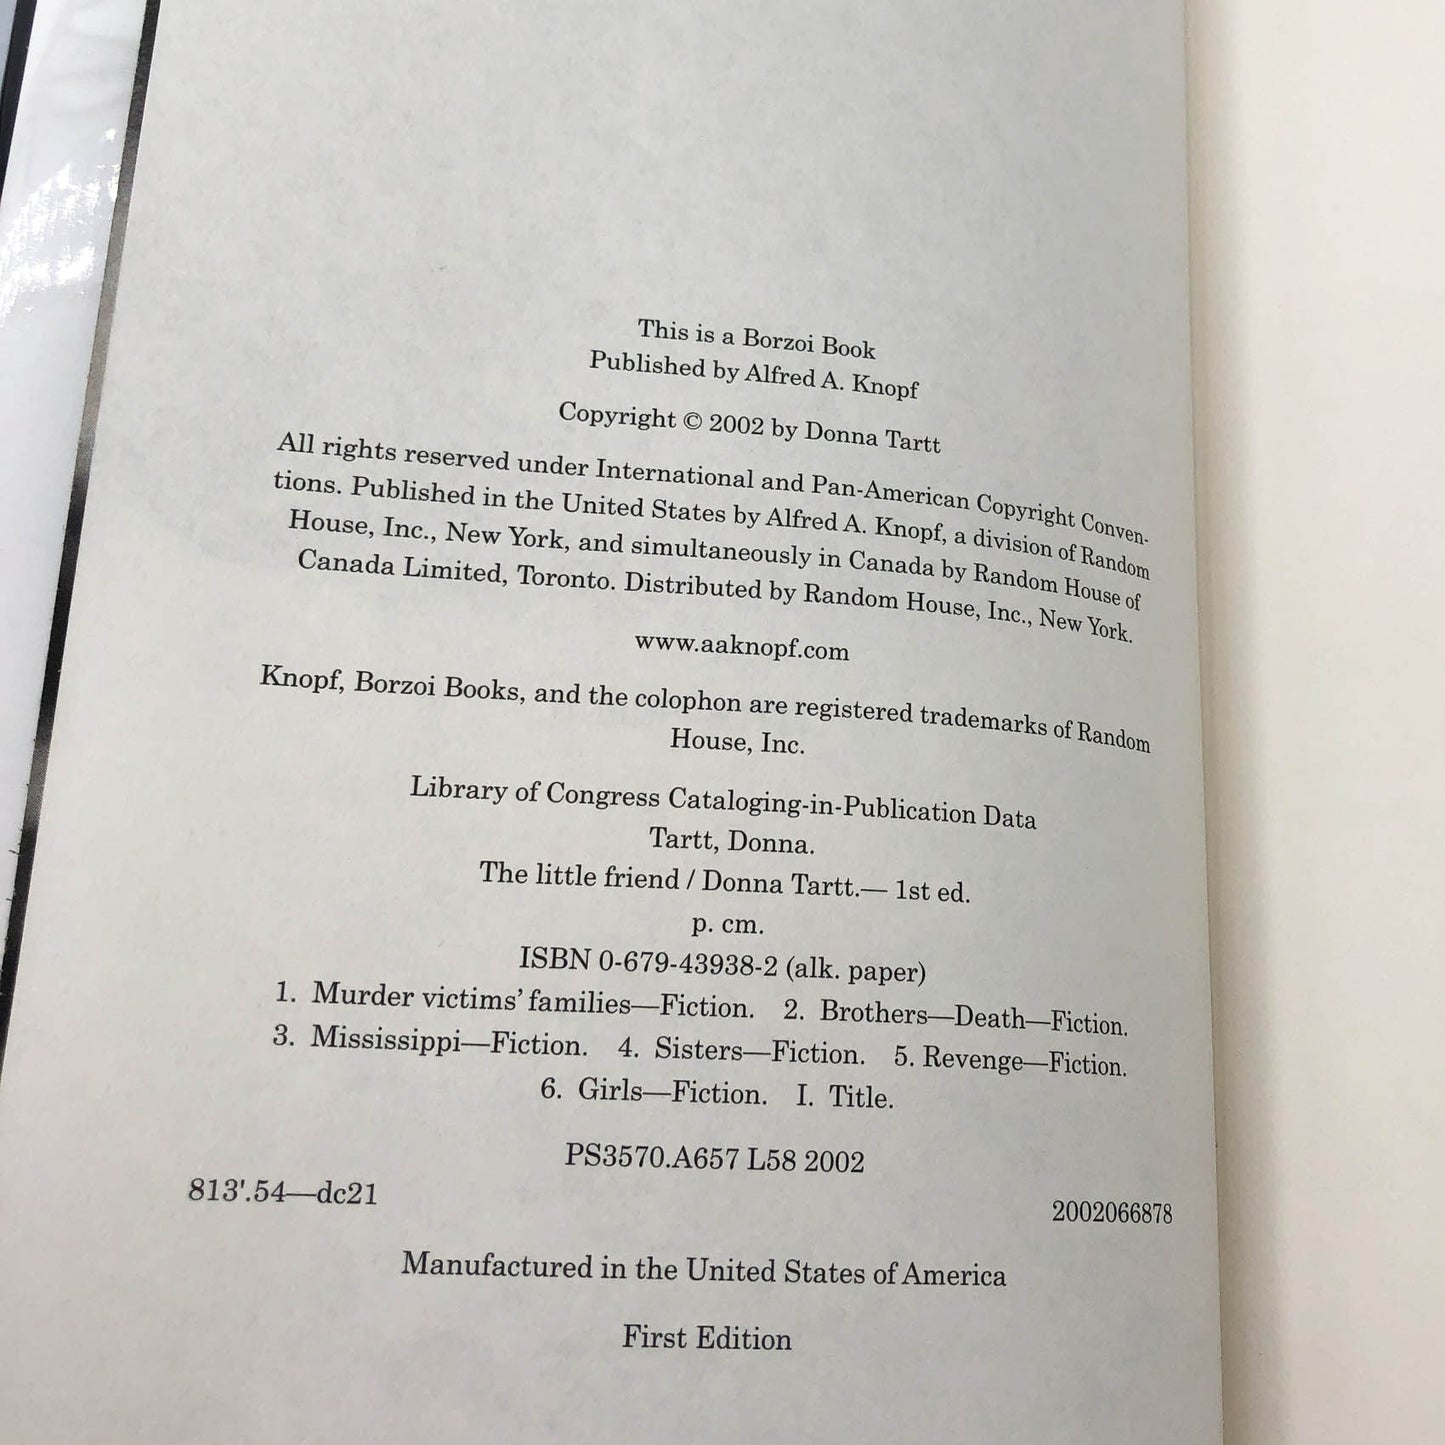 This is a Borzoi Book
Published by Alfred A. Knopf
Copyright © 2002 by Donna Tartt
All rights reserved under International and Pan-American Copyright Conven-
tions. Published in the United States by Alfred A. Knopf, a division of Random
House, Inc., New York, and simultaneously in Canada by Random House of
Canada Limited, Toronto. Distributed by Random House, Inc., New York.
www.aaknopf.com
Knopf, Borzoi Books, and the colophon are registered trademarks of Random
House, Inc.
Library of Congress Cataloging-in-Publication Data
Tartt, Donna.
The little friend / Donna Tartt.— 1st ed.
p. cm.
ISBN 0-679-43938-2 (alk. paper)
1. Murder victims' families—Fiction. 2. Brothers—Death—Fiction.
3. Mississippi—Fiction. 4. Sisters—Fiction. 5. Revenge—Fiction.
6. Girls—Fiction. I. Title.
PS3570.A657 L58 2002
813'.54—dc21 2002066878
Manufactured in the United States of America
First Edition